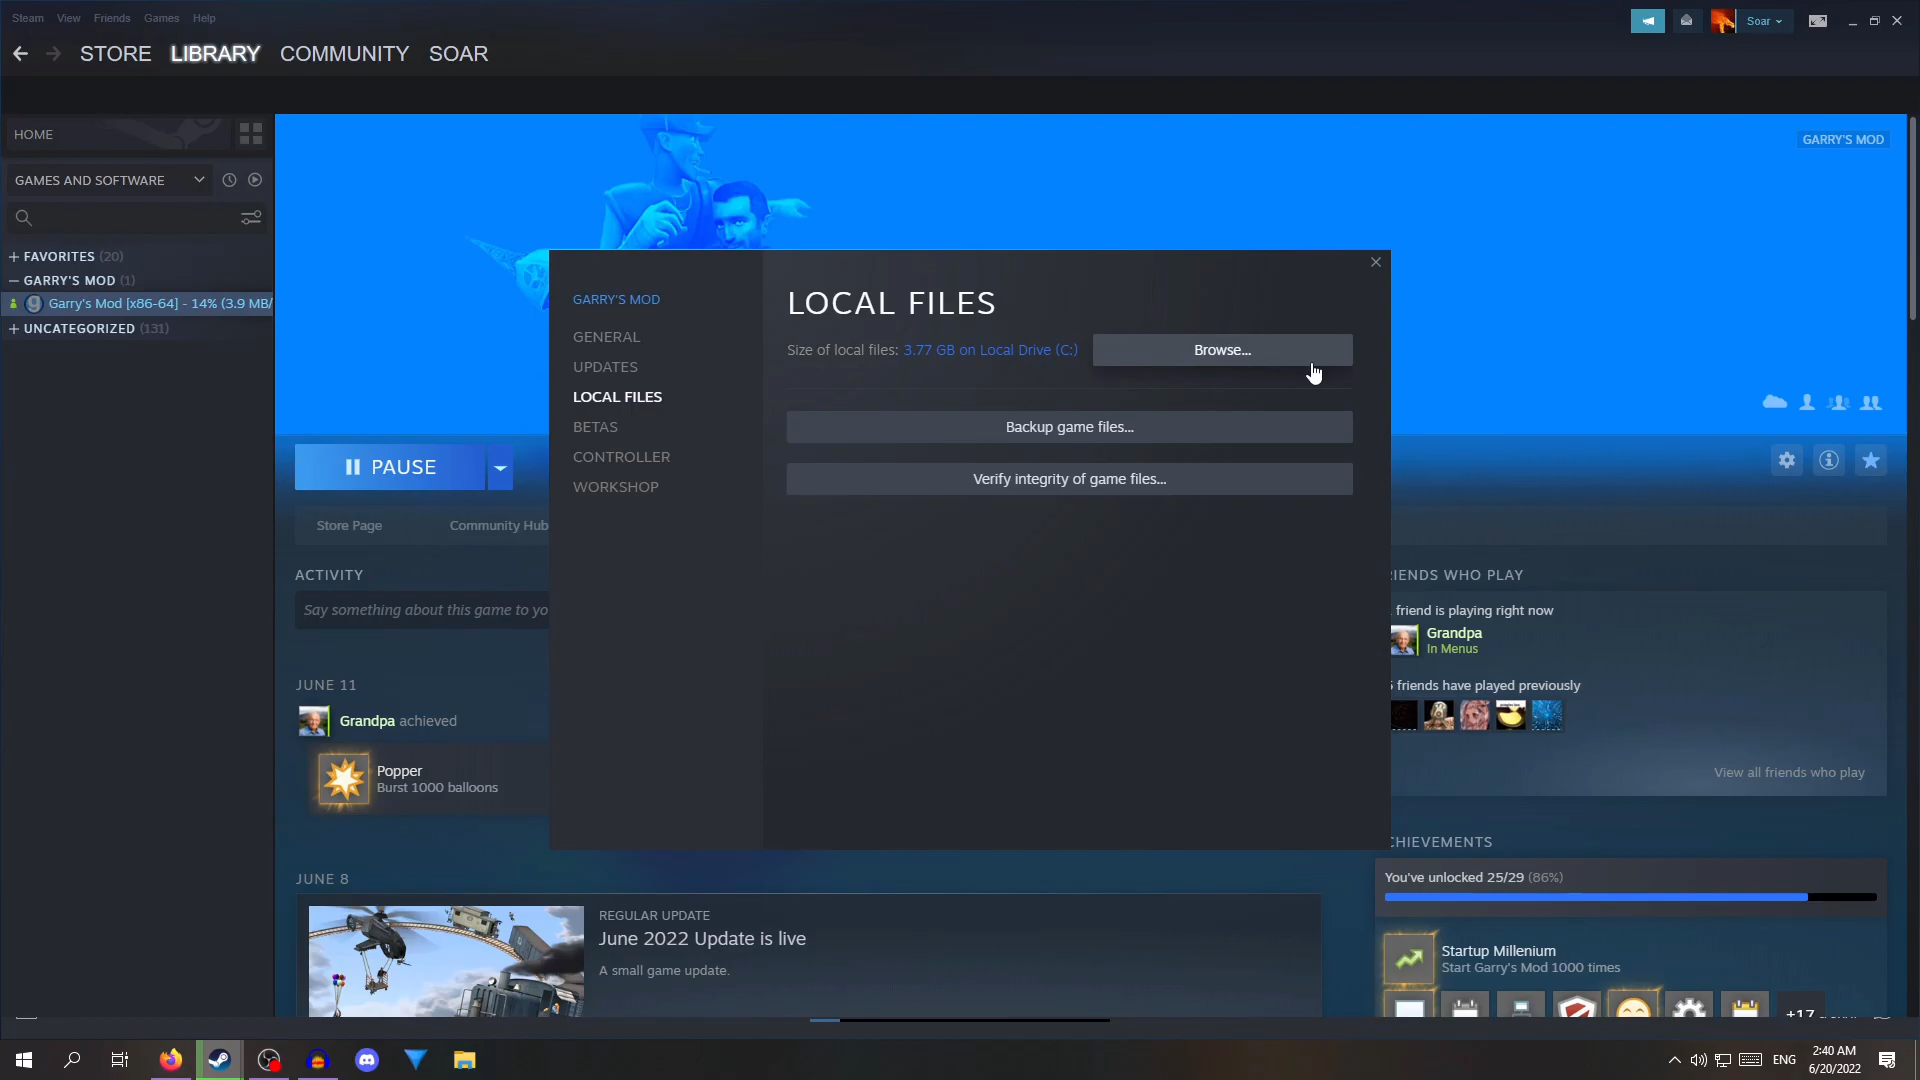 Steam View Friends Games Help
Soar
STORE LIBRARY COMMUNITY SOAR
HOME
GARRY'S MOD
GAMES AND SOFTWARE
FAVORITES (20)
GARRY'S MOD (1)
Garry's Mod [x86-64] - 14% (3.9 MB/
UNCATEGORIZED (131)
GARRY'S MOD
GENERAL
UPDATES
LOCAL FILES
BETAS
CONTROLLER
WORKSHOP
LOCAL FILES
Size of local files: 3.77 GB on Local Drive (C:)
Browse...
Backup game files...
Verify integrity of game files...
PAUSE
Store Page Community Hub
ACTIVITY
Say something about this game to yo
JUNE 11
Grandpa achieved
Popper
Burst 1000 balloons
JUNE 8
REGULAR UPDATE
June 2022 Update is live
A small game update.
RIENDS WHO PLAY
friend is playing right now
Grandpa
In Menus
friends have played previously
View all friends who play
CHIEVEMENTS
You've unlocked 25/29 (86%)
Startup Millenium
Start Garry's Mod 1000 times
+17
ENG
2:40 AM
6/20/2022